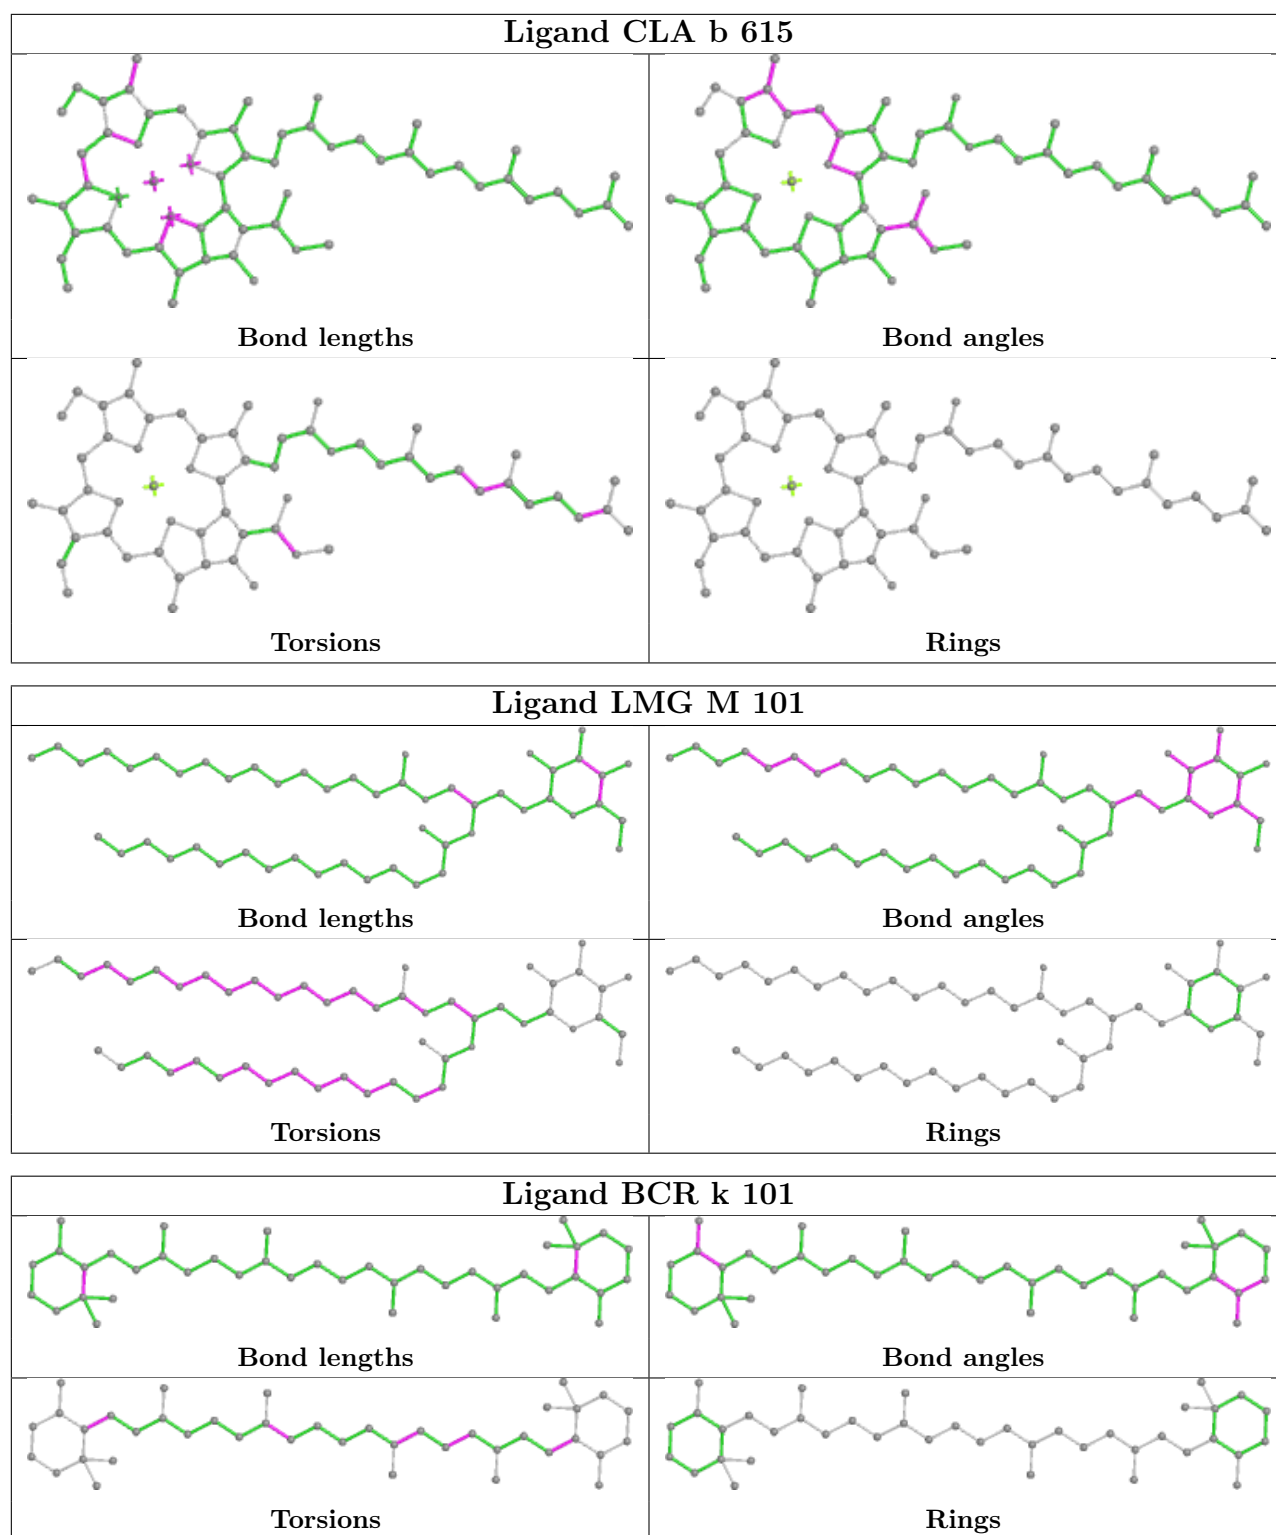 Ligand CLA b 615
Bond lengths
Bond angles
Torsions
Rings
Ligand LMG M 101
Bond lengths
Bond angles
Torsions
Rings
Ligand BCR k 101
Bond lengths
Bond angles
Torsions
Rings